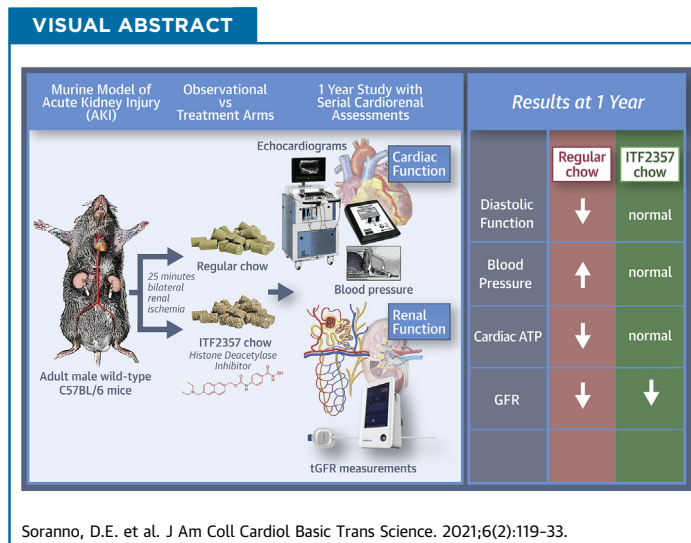 VISUAL ABSTRACT
Murine Model of
Acute Kidney Injury
(AKI)
Observational
vs
Treatment Arms
1 Year Study with
Serial Cardiorenal
Assessments
Results at 1 Year
Adult male wild-type
C57BL/6 mice
25 minutes
bilateral
renal
ischemia
Regular chow
ITF2357 chow
Histone Deacetylase
Inhibitor
Echocardiograms
Cardiac
Function
Blood pressure
Renal
Function
tGFR measurements
Regular
chow
ITF2357
chow
Diastolic
Function
normal
Blood
Pressure
normal
Cardiac ATP
normal
GFR
Soranno, D.E. et al. J Am Coll Cardiol Basic Trans Science. 2021;6(2):119–33.